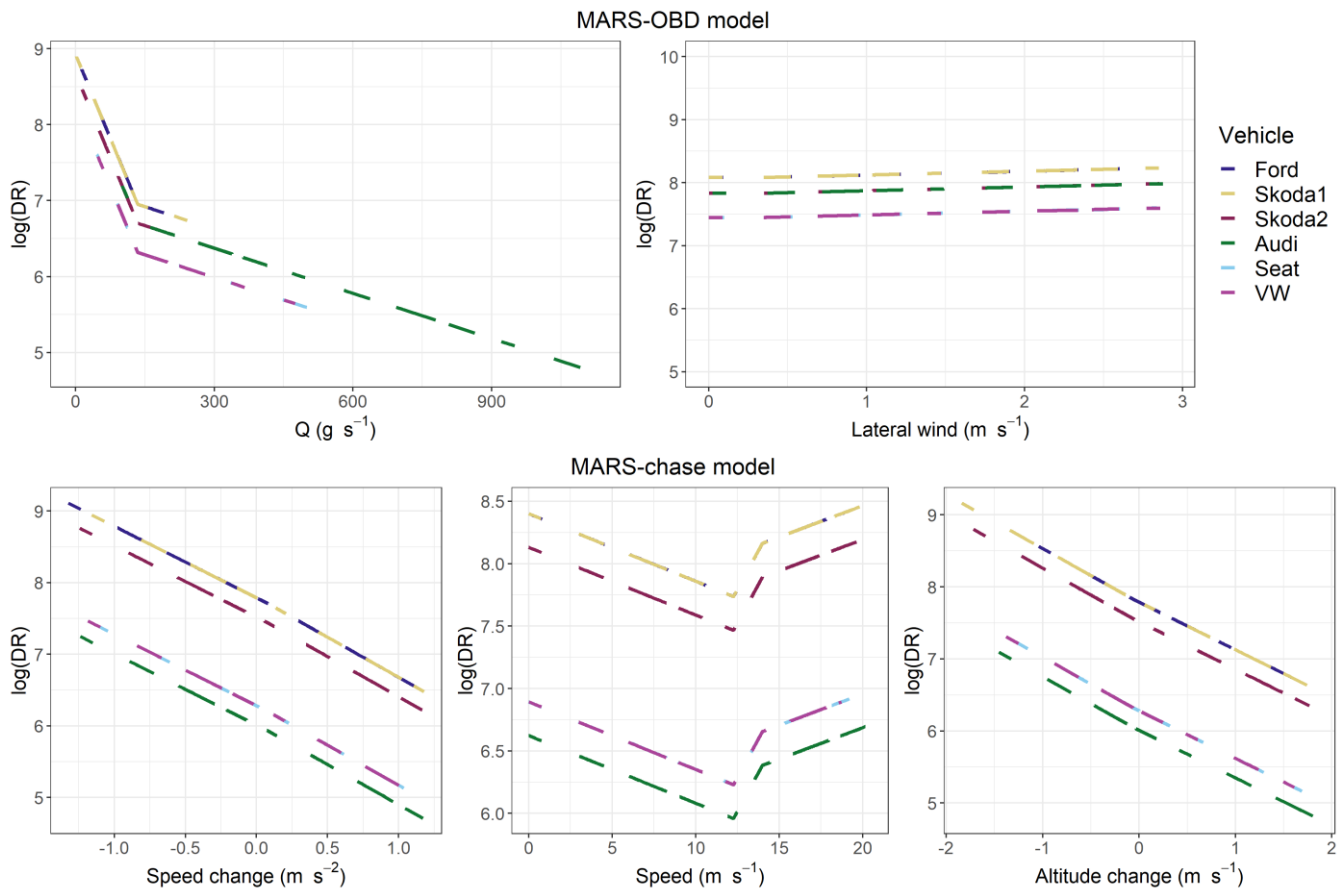 MARS-OBD model
log(DR)
9
8
7
6
5
0 300 600 900
Q (g s⁻¹)
log(DR)
10
9
8
7
6
5
0 1 2 3
Lateral wind (m s⁻¹)
Vehicle
Ford
Skoda1
Skoda2
Audi
Seat
VW
MARS-chase model
log(DR)
9
8
7
6
5
-1.0 -0.5 0.0 0.5 1.0
Speed change (m s⁻²)
log(DR)
8.5
8.0
7.5
7.0
6.5
6.0
0 5 10 15 20
Speed (m s⁻¹)
log(DR)
9
8
7
6
5
-2 -1 0 1 2
Altitude change (m s⁻¹)